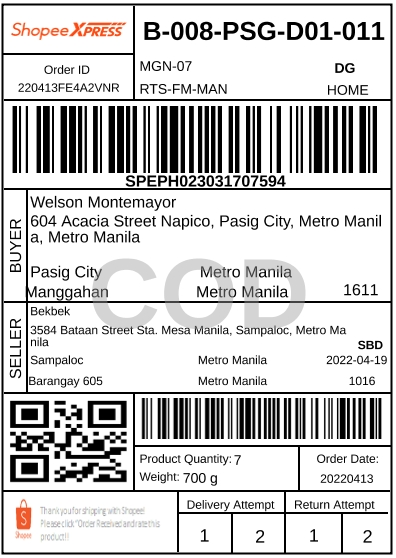 Shopee XPRESS
B-008-PSG-D01-011
Order ID
220413FE4A2VNR
MGN-07
DG
RTS-FM-MAN
HOME
SPEPH023031707594
BUYER
Welson Montemayor
604 Acacia Street Napico, Pasig City, Metro Manil
a, Metro Manila
COD
Pasig City Metro Manila
Manggahan Metro Manila 1611
SELLER
Bekbek
3584 Bataan Street Sta. Mesa Manila, Sampaloc, Metro Ma
nila
SBD
Sampaloc Metro Manila 2022-04-19
Barangay 605 Metro Manila 1016
Product Quantity: 7
Weight: 700 g
Order Date:
20220413
Shopee
Thank you for shipping with Shopee!
Please click "Order Received and rate this
product!!
Delivery Attempt
Return Attempt
1 2 1 2